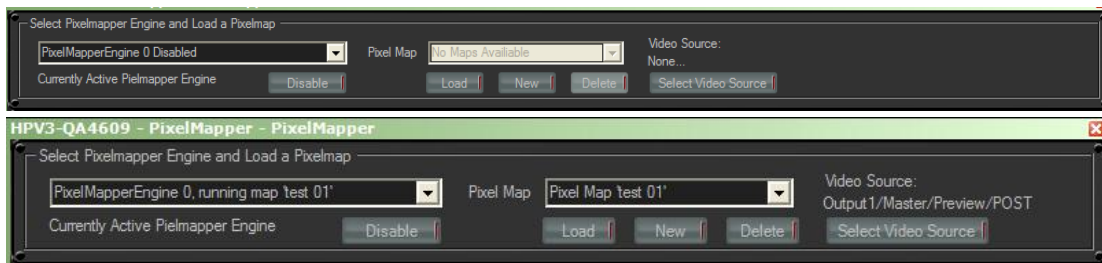 Select Pixelmapper Engine and Load a Pixelmap
PixelMapperEngine 0 Disabled Pixel Map No Maps Availiable Video Source:
None...
Currently Active Pielmapper Engine Disable Load New Delete Select Video Source
HPV3-QA4609 - PixelMapper - PixelMapper
Select Pixelmapper Engine and Load a Pixelmap
PixelMapperEngine 0, running map 'test 01' Pixel Map Pixel Map 'test 01' Video Source:
Output1/Master/Preview/POST
Currently Active Pielmapper Engine Disable Load New Delete Select Video Source